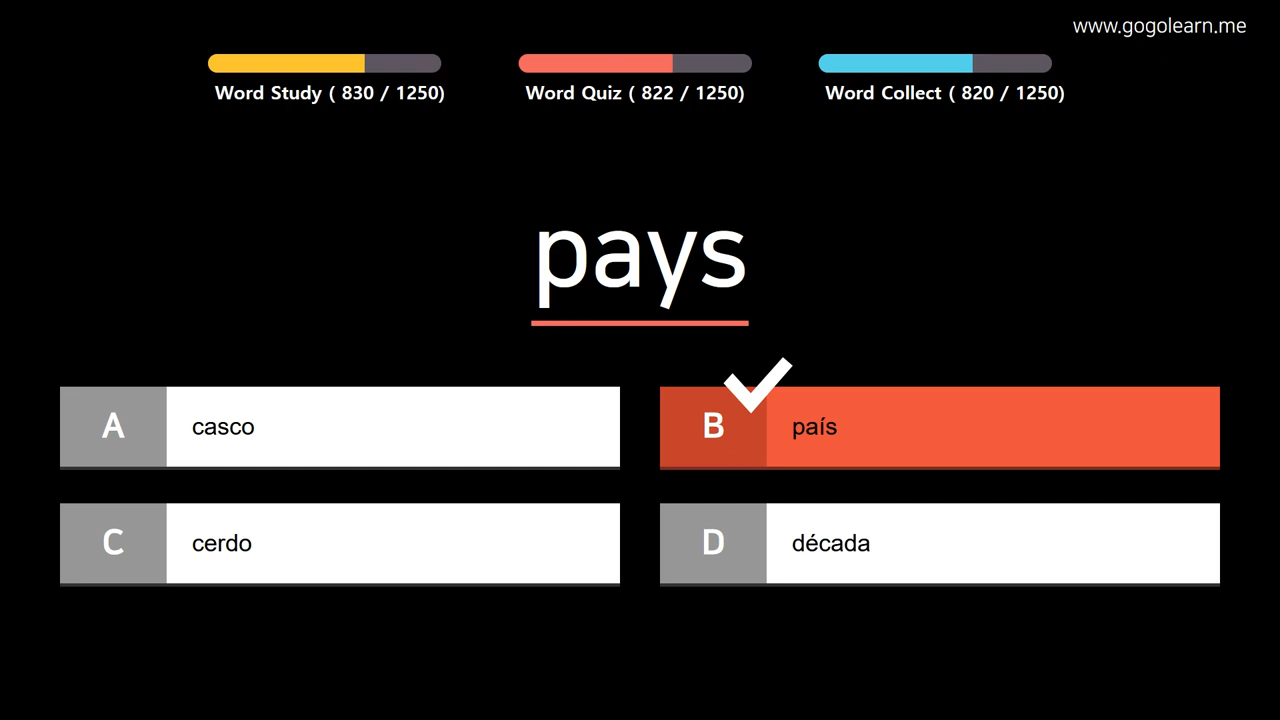 www.gogolearn.me
Word Study ( 830 / 1250)
Word Quiz ( 822 / 1250)
Word Collect ( 820 / 1250)
pays
A casco
B país
C cerdo
D década